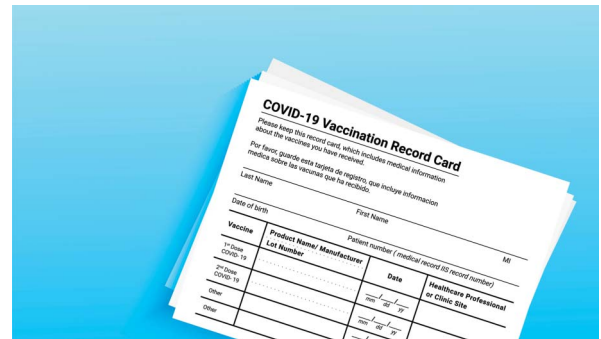 COVID-19 Vaccination Record Card
Please keep this record card, which includes medical information
about the vaccines you have received.
Por favor, guarde esta tarjeta de registro, que incluye informacion
medica sobre las vacunas que ha recibido.
Last Name First Name MI
Date of birth Patient number ( medical record IIS record number)
Vaccine Product Name/ Manufacturer Date Healthcare Professional
Lot Number or Clinic Site
1st Dose
COVID- 19
mm dd yy
2nd Dose
COVID- 19
mm dd yy
Other
Other